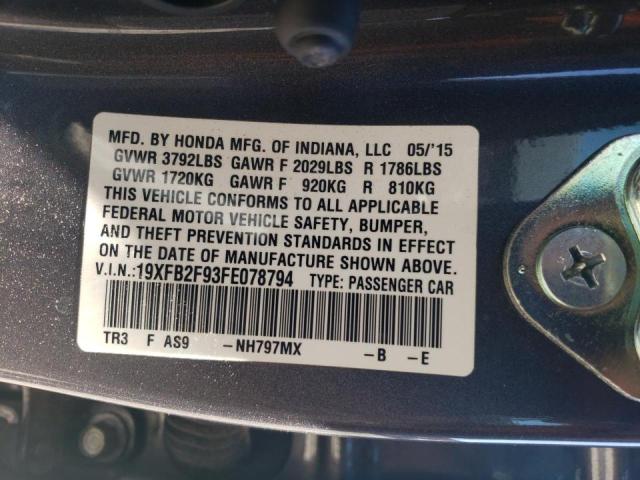 MFD. BY HONDA MFG. OF INDIANA, LLC 05/'15
GVWR 3792LBS GAWR F 2029LBS R 1786LBS
GVWR 1720KG GAWR F 920KG R 810KG
THIS VEHICLE CONFORMS TO ALL APPLICABLE
FEDERAL MOTOR VEHICLE SAFETY, BUMPER,
AND THEFT PREVENTION STANDARDS IN EFFECT
ON THE DATE OF MANUFACTURE SHOWN ABOVE.
V.I.N.:19XFB2F93FE078794 TYPE: PASSENGER CAR
TR3 F AS9 -NH797MX -B -E